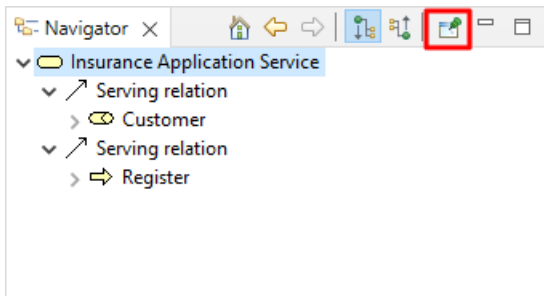 Navigator
Insurance Application Service
Serving relation
Customer
Serving relation
Register